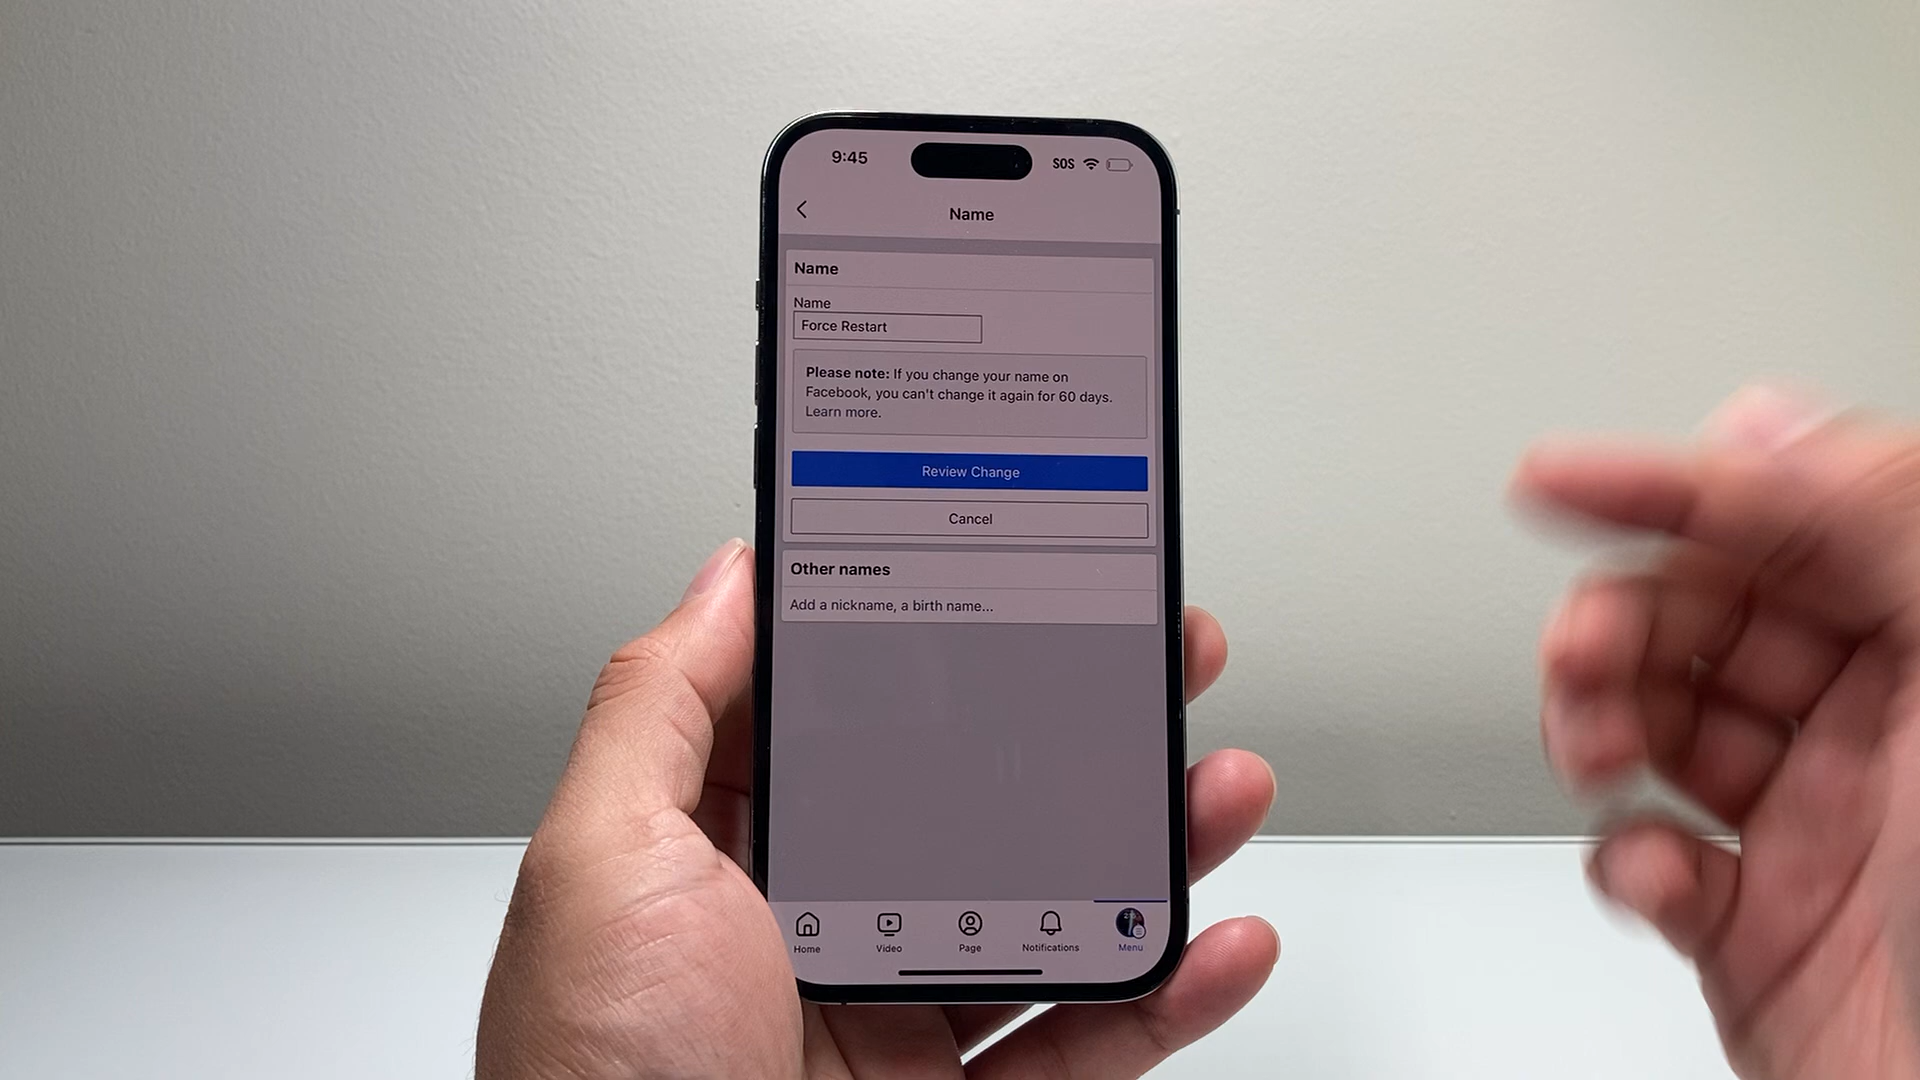 9:45
SOS
Name
Name
Name
Force Restart
Please note: If you change your name on
Facebook, you can't change it again for 60 days.
Learn more.
Review Change
Cancel
Other names
Add a nickname, a birth name...
Home
Video
Page
Notifications
Menu